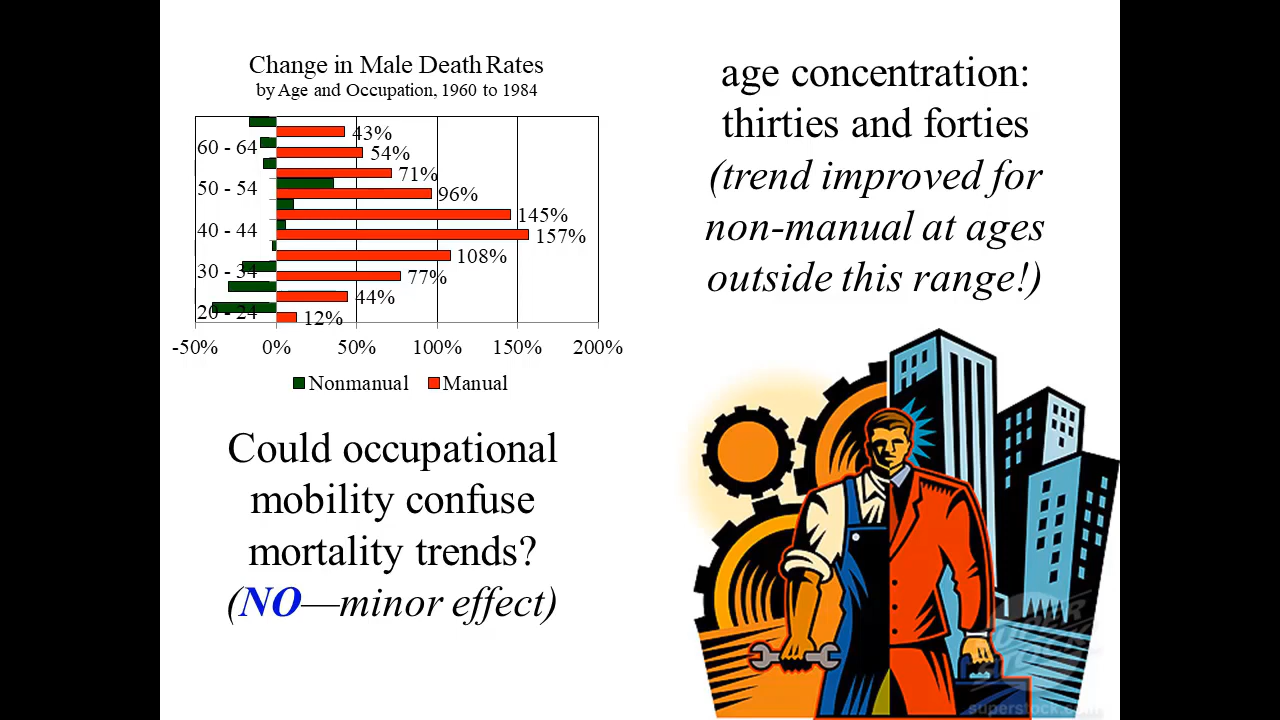 Change in Male Death Rates
by Age and Occupation, 1960 to 1984
43%
60 - 64
54%
71%
50 - 54
96%
145%
40 - 44
157%
108%
30 - 34
77%
44%
20 - 24
12%
-50% 0% 50% 100% 150% 200%
Nonmanual Manual
Could occupational
mobility confuse
mortality trends?
(NO—minor effect)
age concentration:
thirties and forties
(trend improved for
non-manual at ages
outside this range!)
superstock.com